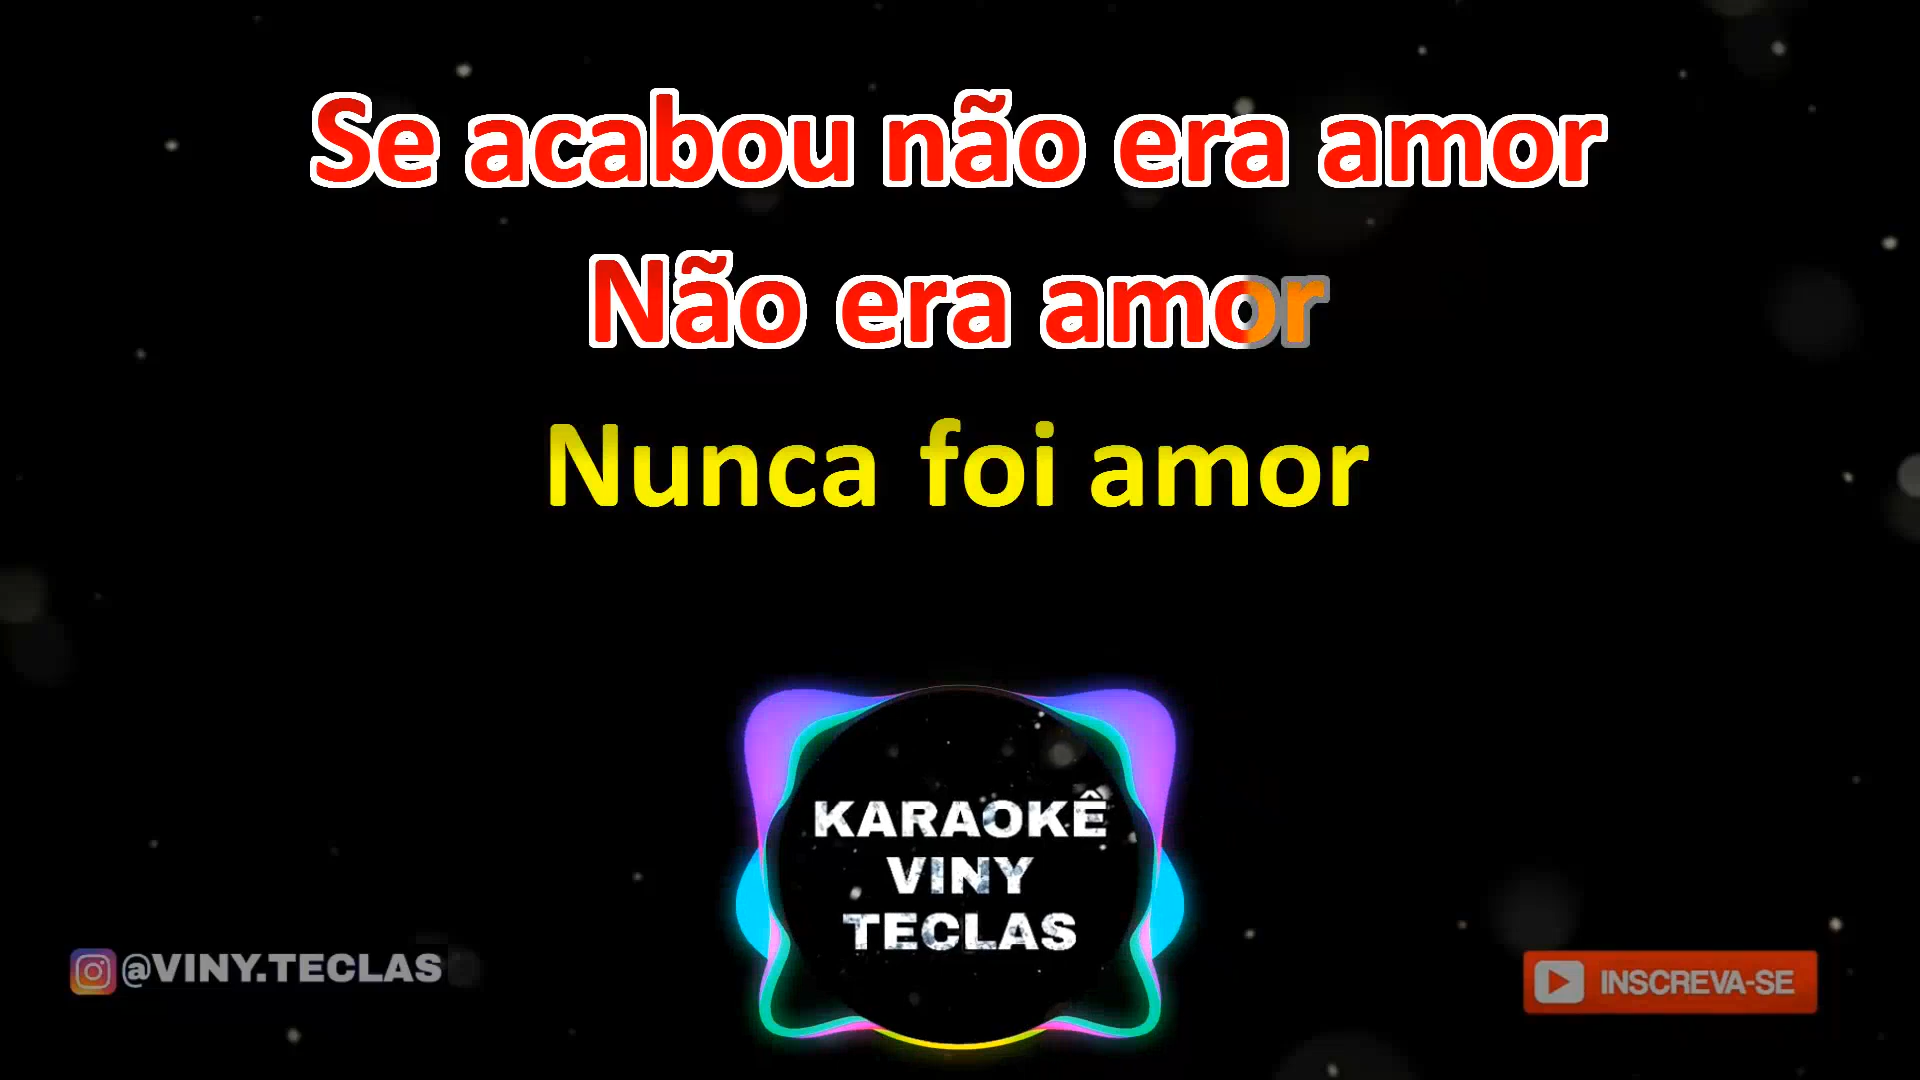 Se acabou não era amor
Não era amor
Nunca foi amor
KARAOKÊ
VINY
TECLAS
@VINY.TECLAS
INSCREVA-SE